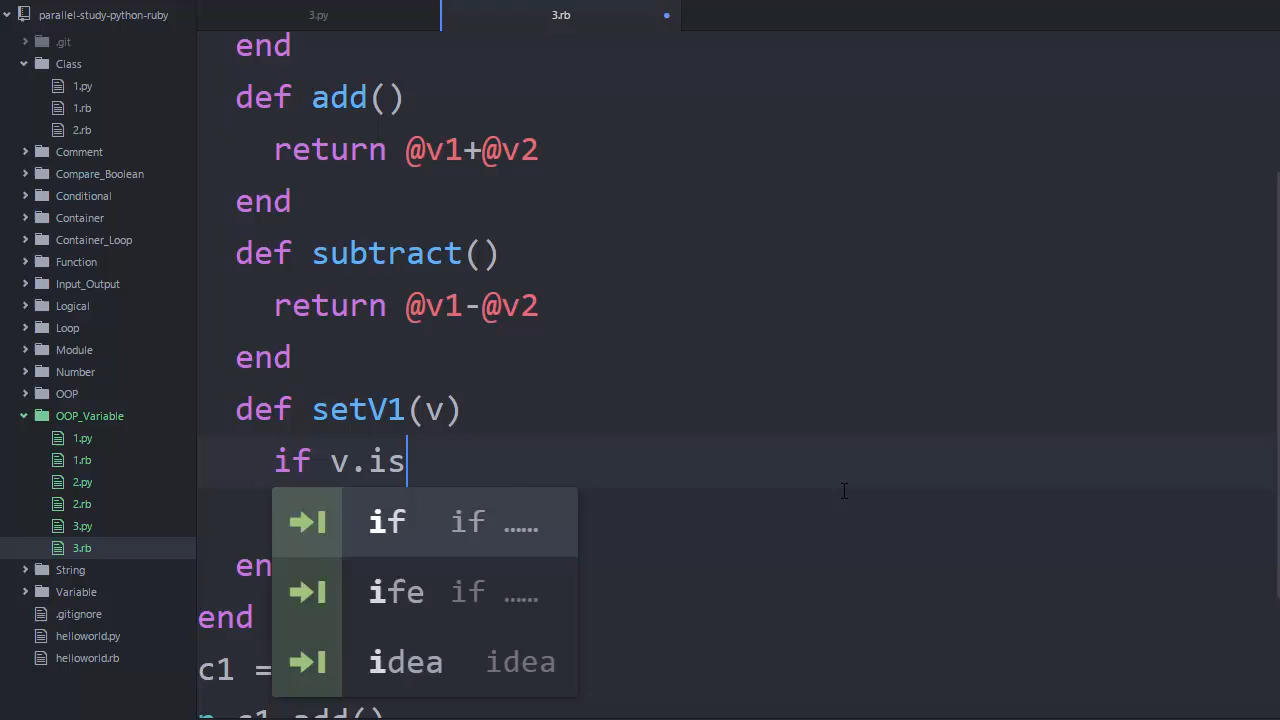 parallel-study-python-ruby
.git
Class
1.py
1.rb
2.rb
Comment
Compare_Boolean
Conditional
Container
Container_Loop
Function
Input_Output
Logical
Loop
Module
Number
OOP
OOP_Variable
1.py
1.rb
2.py
2.rb
3.py
3.rb
String
Variable
.gitignore
helloworld.py
helloworld.rb
3.py
3.rb
end
def add()
return @v1+@v2
end
def subtract()
return @v1-@v2
end
def setV1(v)
if v.is
if if ……
ife if ……
idea idea
en
end
c1 =
p c1.add()